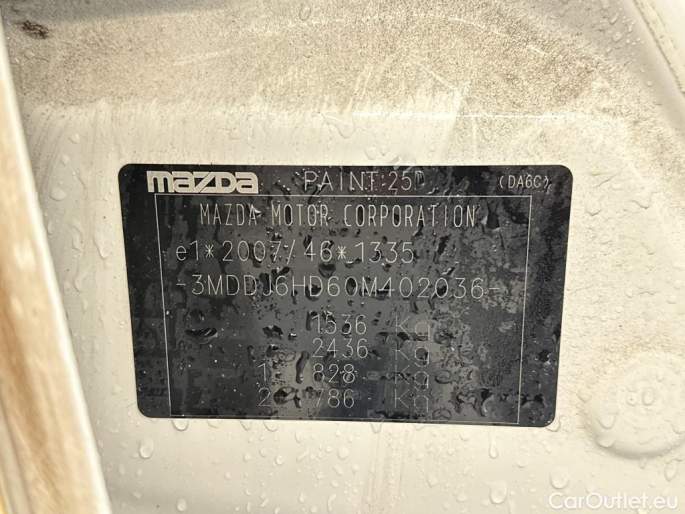 mazda PAINT:25D (DA6C)
MAZDA MOTOR CORPORATION
e1*2007/46*1335
-3MDDJ6HD60M402036-
1536 Kg
2436 Kg
1- 828 Kg
2- 786 Kg
CarOutlet.eu